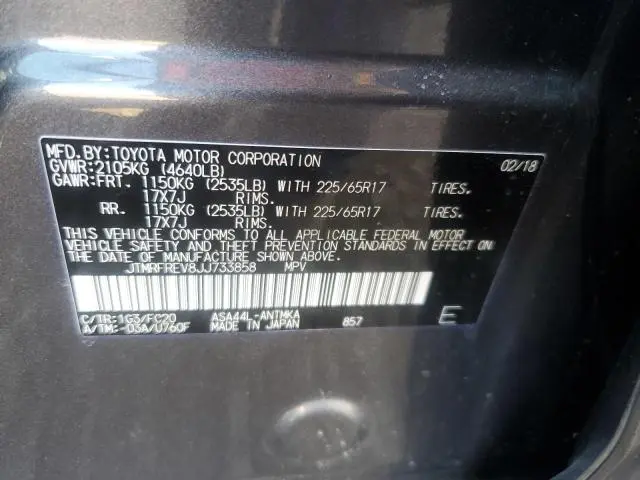 MFD. BY:TOYOTA MOTOR CORPORATION 02/18
GVWR:2105KG (4640LB)
GAWR:FRT. 1150KG (2535LB) WITH 225/65R17 TIRES.
17X7J RIMS.
RR. 1150KG (2535LB) WITH 225/65R17 TIRES.
17X7J RIMS.
THIS VEHICLE CONFORMS TO ALL APPLICABLE FEDERAL MOTOR
VEHICLE SAFETY AND THEFT PREVENTION STANDARDS IN EFFECT ON
THE DATE OF MANUFACTURE SHOWN ABOVE.
JTMRFREV8JJ733858 MPV
C/TR:1G3/FC20 ASA44L-ANTMKA
A/TM:-03A/U760F MADE IN JAPAN 857 E